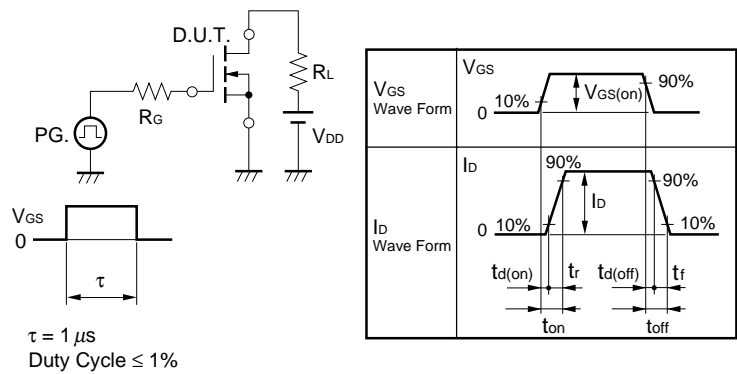 D.U.T.
RL
RG
PG.
VDD
VGS
0
τ
τ = 1 μs
Duty Cycle ≤ 1%
VGS
Wave Form
VGS
10%
0
VGS(on)
90%
ID
Wave Form
ID
90%
90%
ID
10%
0
10%
td(on)
tr
td(off)
tf
ton
toff